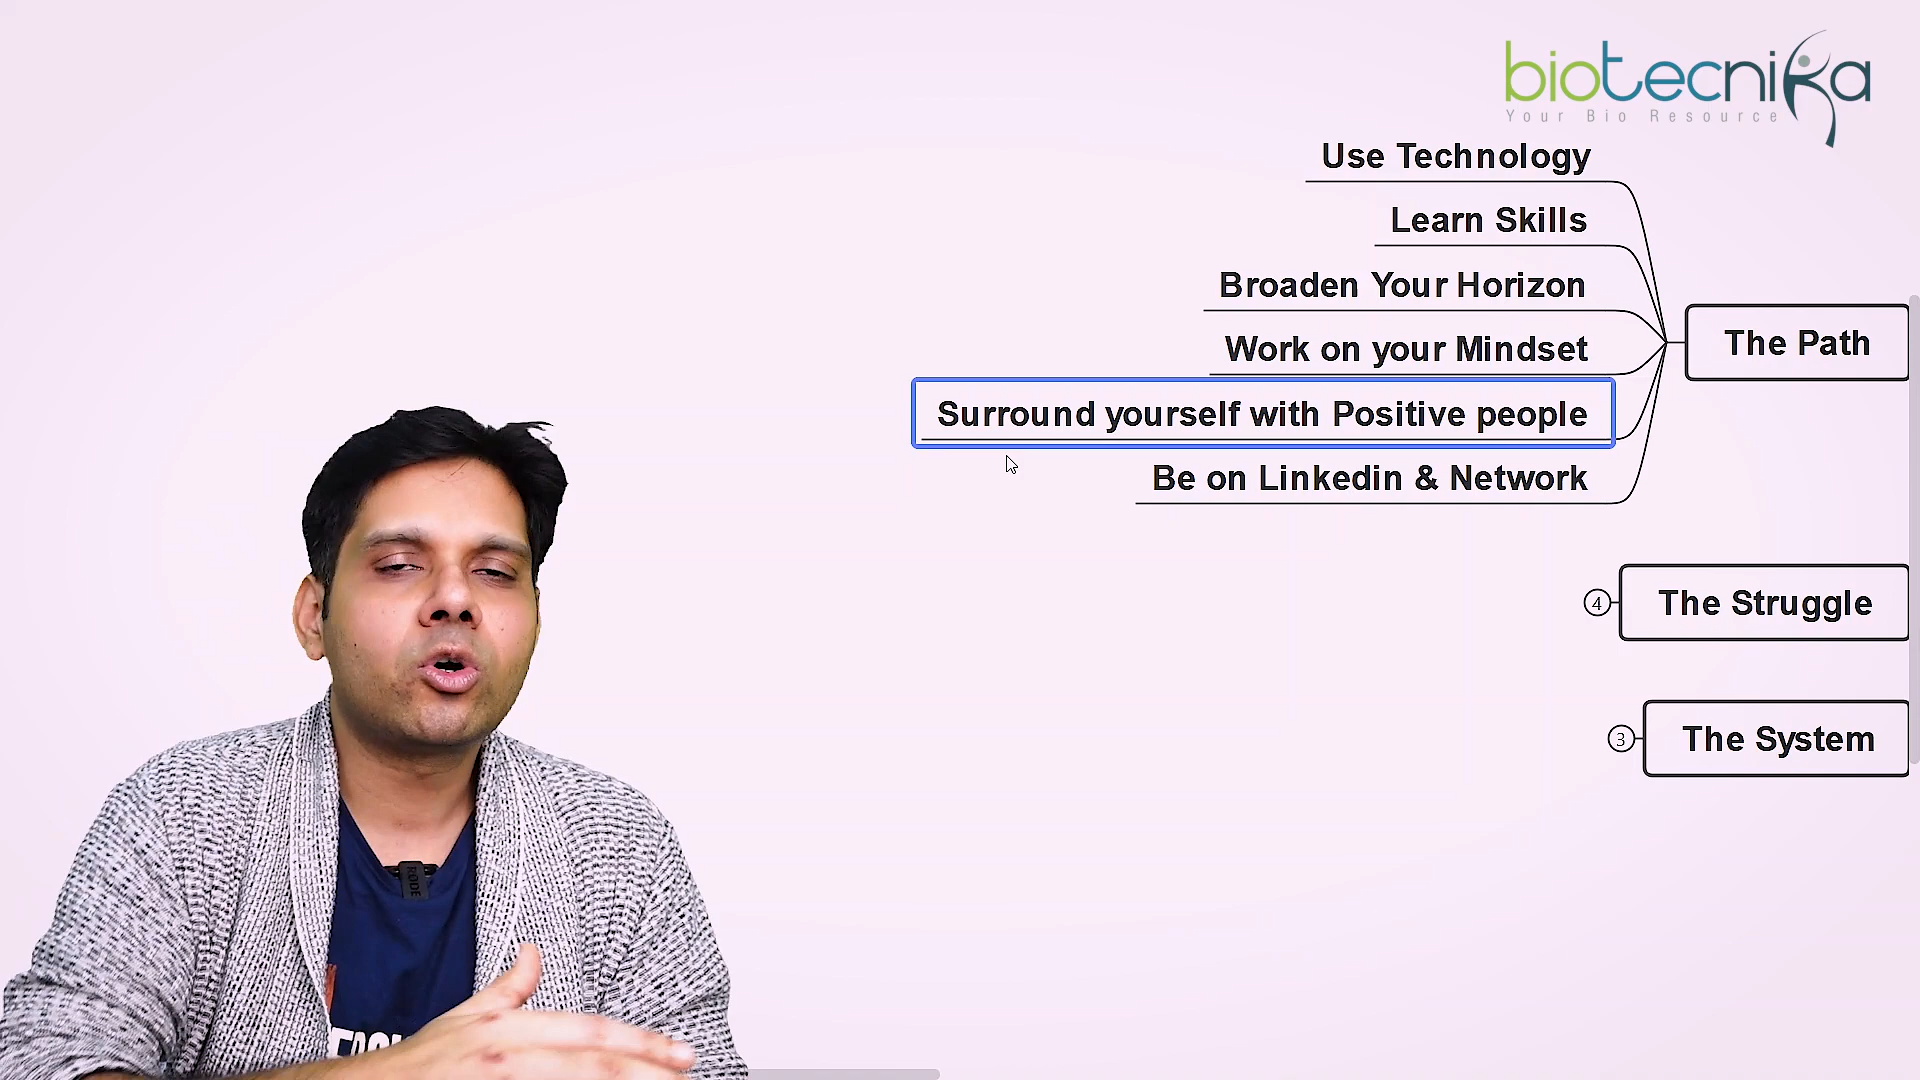 biotecnika
Your Bio Resource
Use Technology
Learn Skills
Broaden Your Horizon
Work on your Mindset
Surround yourself with Positive people
Be on Linkedin & Network
The Path
4
The Struggle
3
The System
RODE